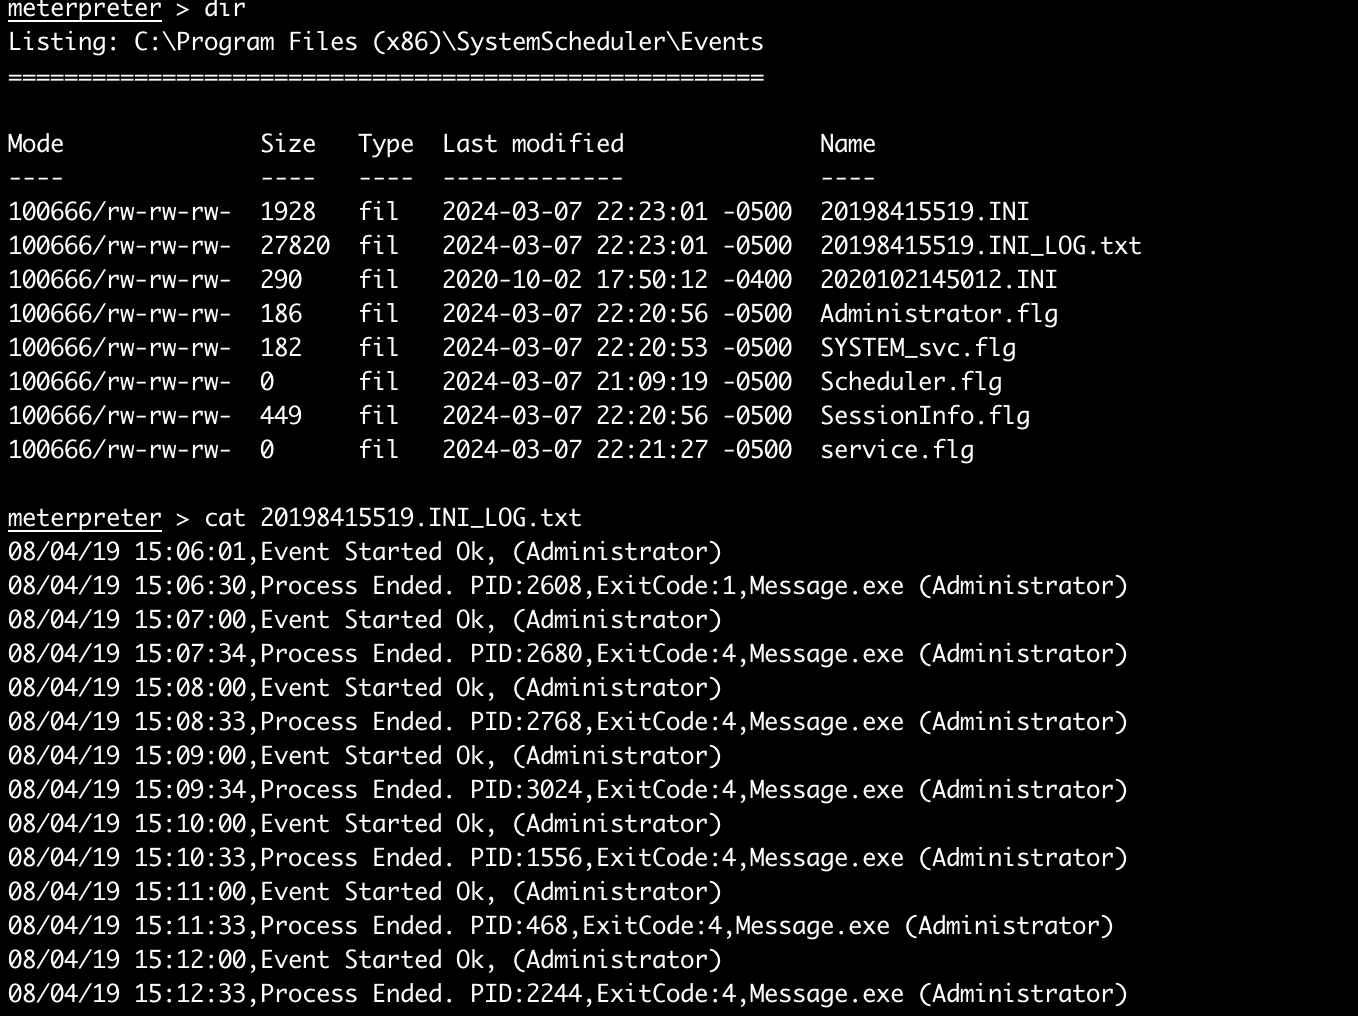 meterpreter > dir
Listing: C:\Program Files (x86)\SystemScheduler\Events
======================================================
Mode Size Type Last modified Name
---- ---- ---- ------------- ----
100666/rw-rw-rw- 1928 fil 2024-03-07 22:23:01 -0500 20198415519.INI
100666/rw-rw-rw- 27820 fil 2024-03-07 22:23:01 -0500 20198415519.INI_LOG.txt
100666/rw-rw-rw- 290 fil 2020-10-02 17:50:12 -0400 2020102145012.INI
100666/rw-rw-rw- 186 fil 2024-03-07 22:20:56 -0500 Administrator.flg
100666/rw-rw-rw- 182 fil 2024-03-07 22:20:53 -0500 SYSTEM_svc.flg
100666/rw-rw-rw- 0 fil 2024-03-07 21:09:19 -0500 Scheduler.flg
100666/rw-rw-rw- 449 fil 2024-03-07 22:20:56 -0500 SessionInfo.flg
100666/rw-rw-rw- 0 fil 2024-03-07 22:21:27 -0500 service.flg
meterpreter > cat 20198415519.INI_LOG.txt
08/04/19 15:06:01,Event Started Ok, (Administrator)
08/04/19 15:06:30,Process Ended. PID:2608,ExitCode:1,Message.exe (Administrator)
08/04/19 15:07:00,Event Started Ok, (Administrator)
08/04/19 15:07:34,Process Ended. PID:2680,ExitCode:4,Message.exe (Administrator)
08/04/19 15:08:00,Event Started Ok, (Administrator)
08/04/19 15:08:33,Process Ended. PID:2768,ExitCode:4,Message.exe (Administrator)
08/04/19 15:09:00,Event Started Ok, (Administrator)
08/04/19 15:09:34,Process Ended. PID:3024,ExitCode:4,Message.exe (Administrator)
08/04/19 15:10:00,Event Started Ok, (Administrator)
08/04/19 15:10:33,Process Ended. PID:1556,ExitCode:4,Message.exe (Administrator)
08/04/19 15:11:00,Event Started Ok, (Administrator)
08/04/19 15:11:33,Process Ended. PID:468,ExitCode:4,Message.exe (Administrator)
08/04/19 15:12:00,Event Started Ok, (Administrator)
08/04/19 15:12:33,Process Ended. PID:2244,ExitCode:4,Message.exe (Administrator)